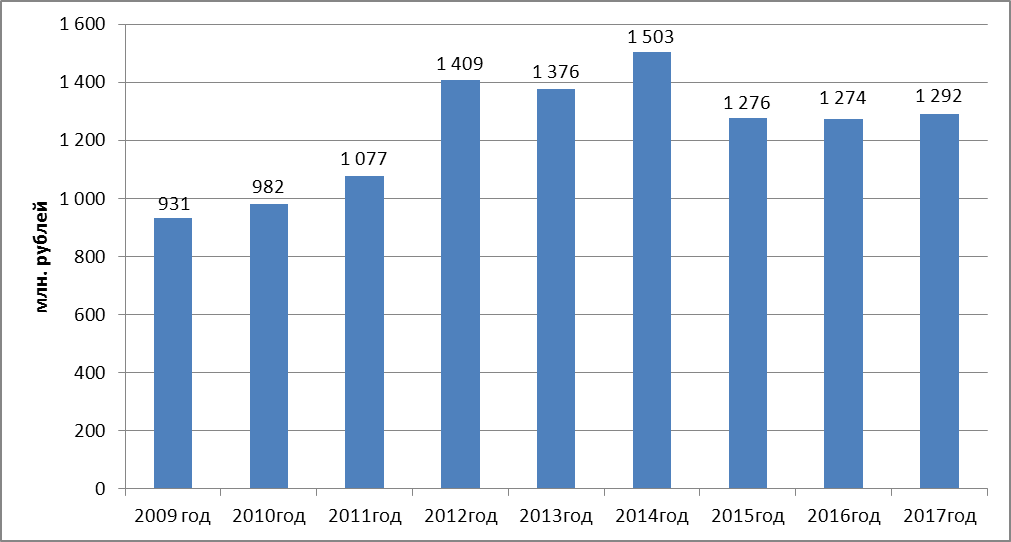 млн. рублей
1 600
1 400
1 200
1 000
800
600
400
200
0
931
982
1 077
1 409
1 376
1 503
1 276
1 274
1 292
2009 год
2010год
2011год
2012год
2013год
2014год
2015год
2016год
2017год